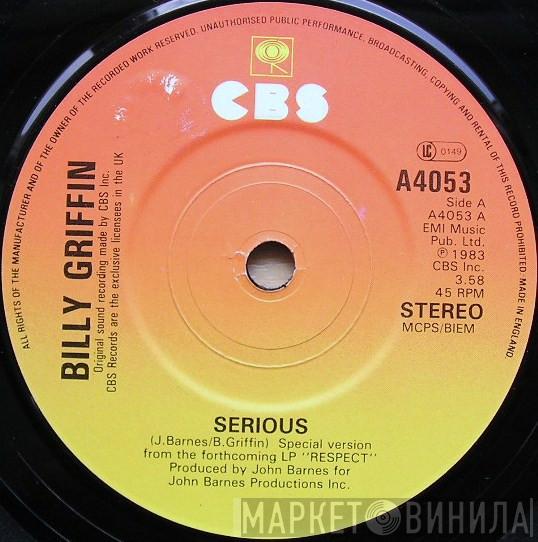 ALL RIGHTS OF THE MANUFACTURER AND OF THE OWNER OF THE RECORDED WORK RESERVED. UNAUTHORISED PUBLIC PERFORMANCE, BROADCASTING, COPYING AND RENTAL OF THIS RECORD PROHIBITED. MADE IN ENGLAND.
CBS
BILLY GRIFFIN
Original sound recording made by CBS Inc.
CBS Records are the exclusive licensees in the UK
LC 0149
A4053
Side A
A4053 A
EMI Music
Pub. Ltd.
℗ 1983
CBS Inc.
3.58
45 RPM
STEREO
MCPS/BIEM
SERIOUS
(J.Barnes/B.Griffin) Special version
from the forthcoming LP ''RESPECT''
Produced by John Barnes for
John Barnes Productions Inc.
МАРКЕТ ВИНИЛА